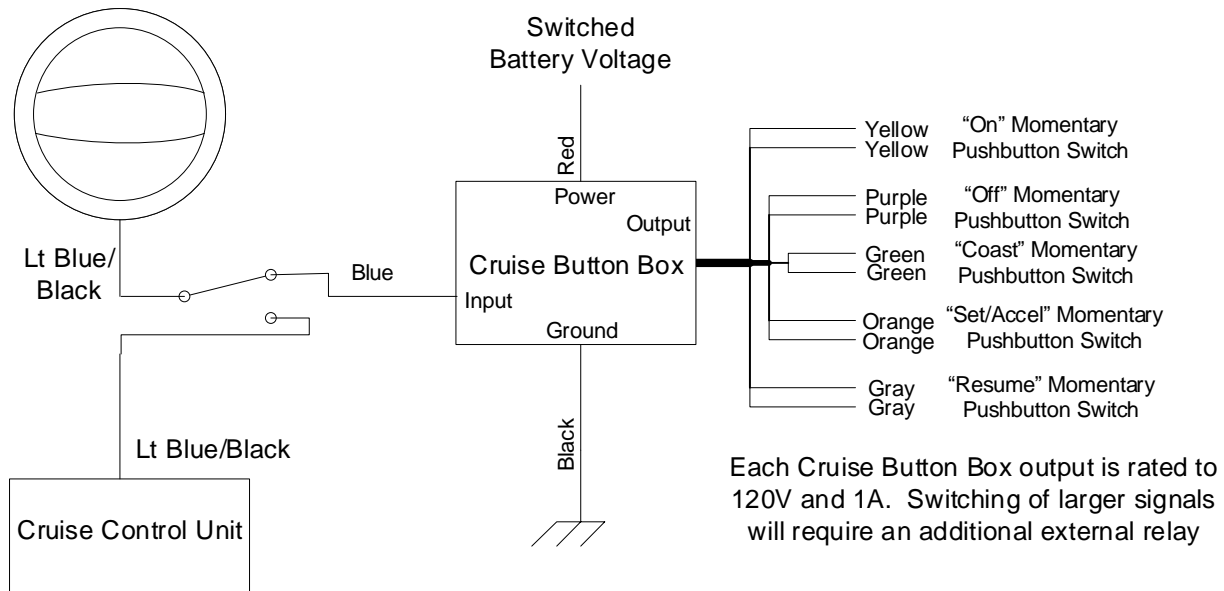 Switched
Battery Voltage
Red
Power
Output
Cruise Button Box
Input
Ground
Black
Lt Blue/
Black
Blue
Lt Blue/Black
Cruise Control Unit
Yellow
Yellow
“On” Momentary
Pushbutton Switch
Purple
Purple
“Off” Momentary
Pushbutton Switch
Green
Green
“Coast” Momentary
Pushbutton Switch
Orange
Orange
“Set/Accel” Momentary
Pushbutton Switch
Gray
Gray
“Resume” Momentary
Pushbutton Switch
Each Cruise Button Box output is rated to
120V and 1A. Switching of larger signals
will require an additional external relay